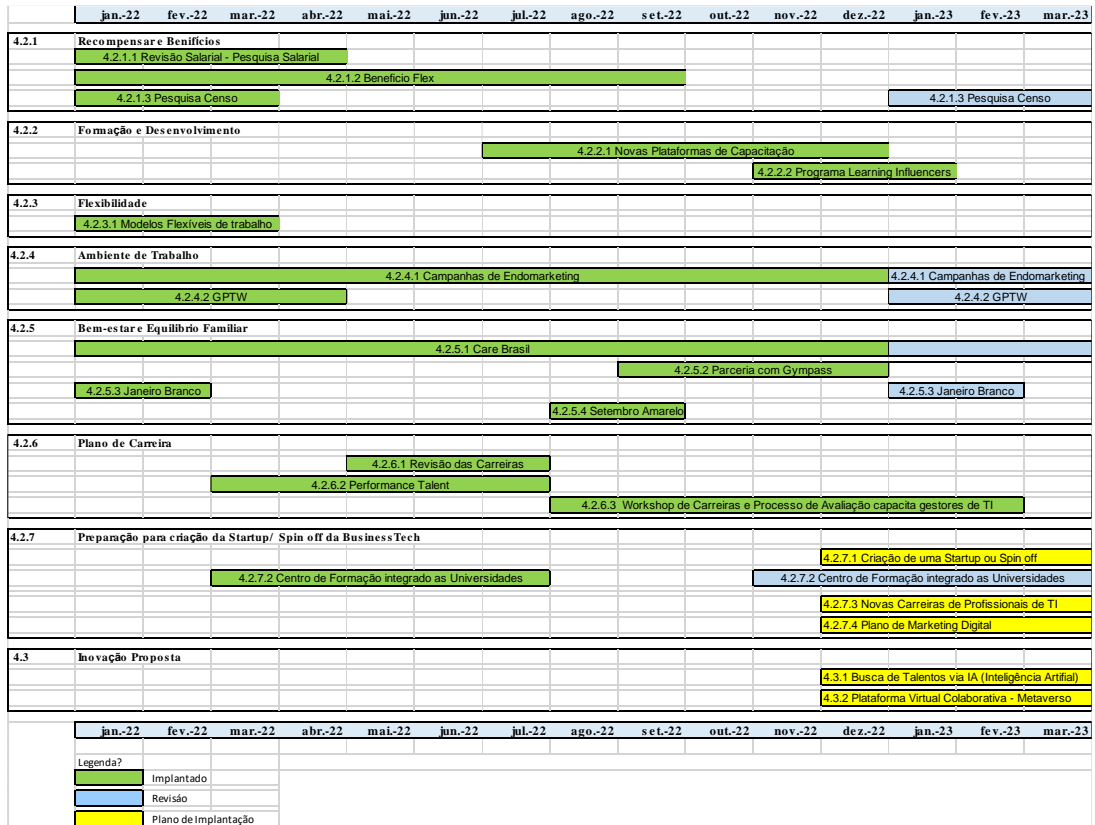 jan.-22 fev.-22 mar.-22 abr.-22 mai.-22 jun.-22 jul.-22 ago.-22 set.-22 out.-22 nov.-22 dez.-22 jan.-23 fev.-23 mar.-23
4.2.1 Recompensar e Benifícios
4.2.1.1 Revisão Salarial - Pesquisa Salarial
4.2.1.2 Beneficio Flex
4.2.1.3 Pesquisa Censo 4.2.1.3 Pesquisa Censo
4.2.2 Formação e Desenvolvimento
4.2.2.1 Novas Plataformas de Capacitação
4.2.2.2 Programa Learning Influencers
4.2.3 Flexibilidade
4.2.3.1 Modelos Flexíveis de trabalho
4.2.4 Ambiente de Trabalho
4.2.4.1 Campanhas de Endomarketing 4.2.4.1 Campanhas de Endomarketing
4.2.4.2 GPTW 4.2.4.2 GPTW
4.2.5 Bem-estar e Equilibrio Familiar
4.2.5.1 Care Brasil
4.2.5.2 Parceria com Gympass
4.2.5.3 Janeiro Branco 4.2.5.3 Janeiro Branco
4.2.5.4 Setembro Amarelo
4.2.6 Plano de Carreira
4.2.6.1 Revisão das Carreiras
4.2.6.2 Performance Talent
4.2.6.3 Workshop de Carreiras e Processo de Avaliação capacita gestores de TI
4.2.7 Preparação para criação da Startup/ Spin off da BusinessTech
4.2.7.1 Criação de uma Startup ou Spin off
4.2.7.2 Centro de Formação integrado as Universidades 4.2.7.2 Centro de Formação integrado as Universidades
4.2.7.3 Novas Carreiras de Profissionais de TI
4.2.7.4 Plano de Marketing Digital
4.3 Inovação Proposta
4.3.1 Busca de Talentos via IA (Inteligência Artifial)
4.3.2 Plataforma Virtual Colaborativa - Metaverso
jan.-22 fev.-22 mar.-22 abr.-22 mai.-22 jun.-22 jul.-22 ago.-22 set.-22 out.-22 nov.-22 dez.-22 jan.-23 fev.-23 mar.-23
Legenda?
Implantado
Revisáo
Plano de Implantação